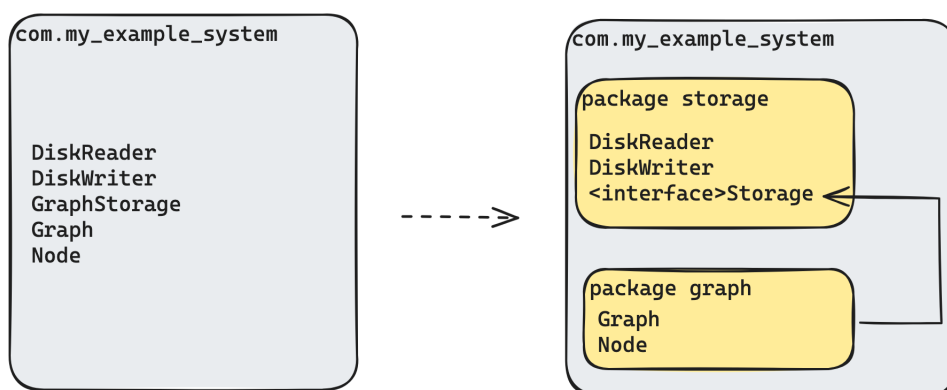 com.my_example_system
DiskReader
DiskWriter
GraphStorage
Graph
Node
com.my_example_system
package storage
DiskReader
DiskWriter
<interface>Storage
package graph
Graph
Node